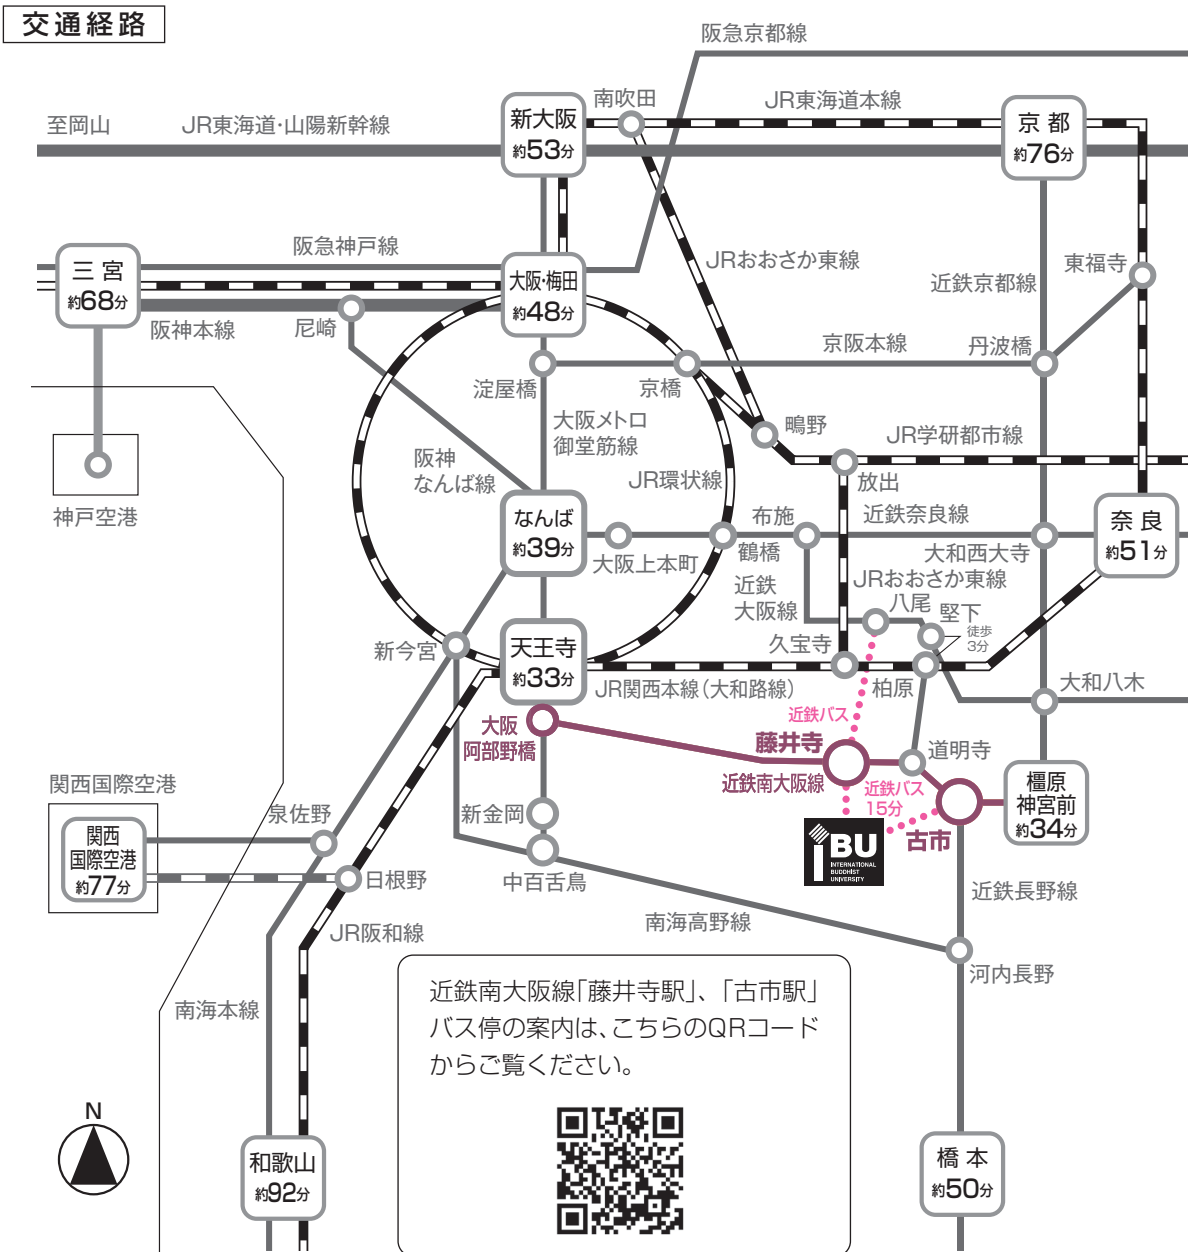 交通経路
阪急京都線
至岡山
JR東海道・山陽新幹線
新大阪
約53分
南吹田
JR東海道本線
京都
約76分
阪急神戸線
三宮
約68分
大阪・梅田
約48分
JRおおさか東線
近鉄京都線
東福寺
阪神本線
尼崎
淀屋橋
京橋
京阪本線
丹波橋
大阪メトロ
御堂筋線
鴫野
JR学研都市線
阪神
なんば線
JR環状線
放出
神戸空港
なんば
約39分
大阪上本町
鶴橋
布施
近鉄奈良線
大和西大寺
奈良
約51分
近鉄
大阪線
JRおおさか東線
八尾
堅下
徒歩
3分
新今宮
天王寺
約33分
久宝寺
JR関西本線(大和路線)
柏原
大和八木
大阪
阿部野橋
近鉄バス
藤井寺
近鉄南大阪線
道明寺
近鉄バス
15分
橿原
神宮前
約34分
関西国際空港
関西
国際空港
約77分
泉佐野
新金岡
古市
iBU
INTERNATIONAL
BUDDHIST
UNIVERSITY
日根野
中百舌鳥
近鉄長野線
JR阪和線
南海高野線
河内長野
南海本線
近鉄南大阪線「藤井寺駅」、「古市駅」
バス停の案内は、こちらのQRコード
からご覧ください。
N
和歌山
約92分
橋本
約50分